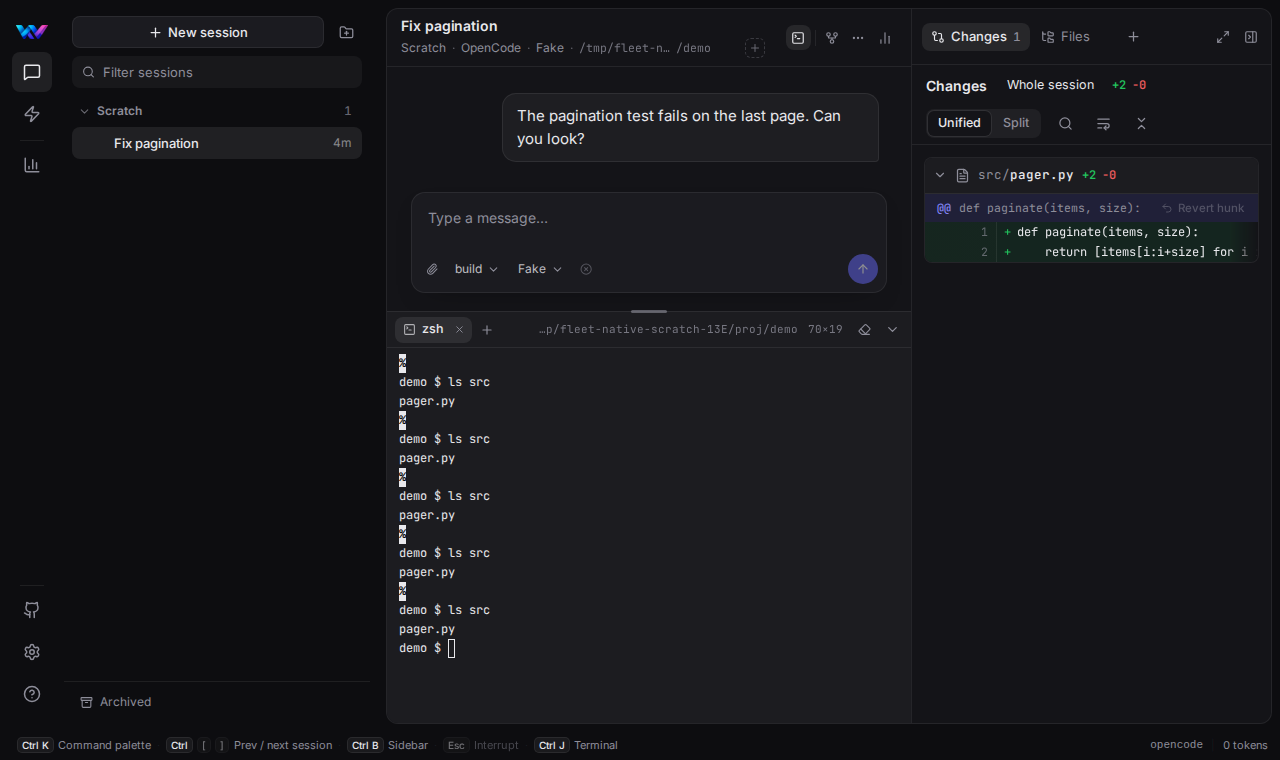 New session
Filter sessions
Scratch 1
Fix pagination 4m
Archived
Fix pagination
Scratch · OpenCode · Fake · /tmp/fleet-n… /demo
The pagination test fails on the last page. Can
you look?
Type a message...
build Fake
zsh …p/fleet-native-scratch-13E/proj/demo 70×19
%
demo $ ls src
pager.py
%
demo $ ls src
pager.py
%
demo $ ls src
pager.py
%
demo $ ls src
pager.py
%
demo $ ls src
pager.py
demo $
Changes 1 Files
Changes Whole session +2 -0
Unified Split
src/pager.py +2 -0
@@ def paginate(items, size): Revert hunk
1 + def paginate(items, size):
2 + return [items[i:i+size] for i
Ctrl K Command palette Ctrl [ ] Prev / next session Ctrl B Sidebar Esc Interrupt Ctrl J Terminal opencode 0 tokens